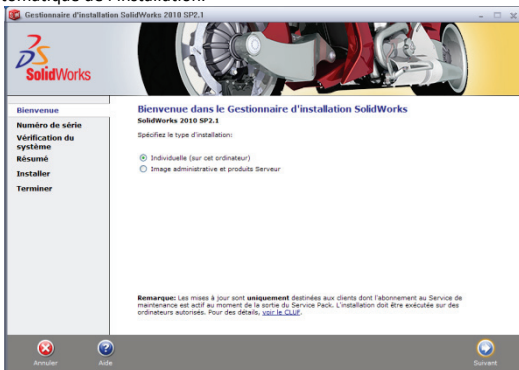 tomatique de l'installation.
Gestionnaire d'installation SolidWorks 2010 SP2.1
SolidWorks
Bienvenue
Numéro de série
Vérification du
système
Résumé
Installer
Terminer
Bienvenue dans le Gestionnaire d'installation SolidWorks
SolidWorks 2010 SP2.1
Spécifiez le type d'installation:
Individuelle (sur cet ordinateur)
Image administrative et produits Serveur
Remarque: Les mises à jour sont uniquement destinées aux clients dont l'abonnement au Service de
maintenance est actif au moment de la sortie du Service Pack. L'installation doit être exécutée sur des
ordinateurs autorisés. Pour des détails, voir le CLUF.
Annuler
Aide
Suivant